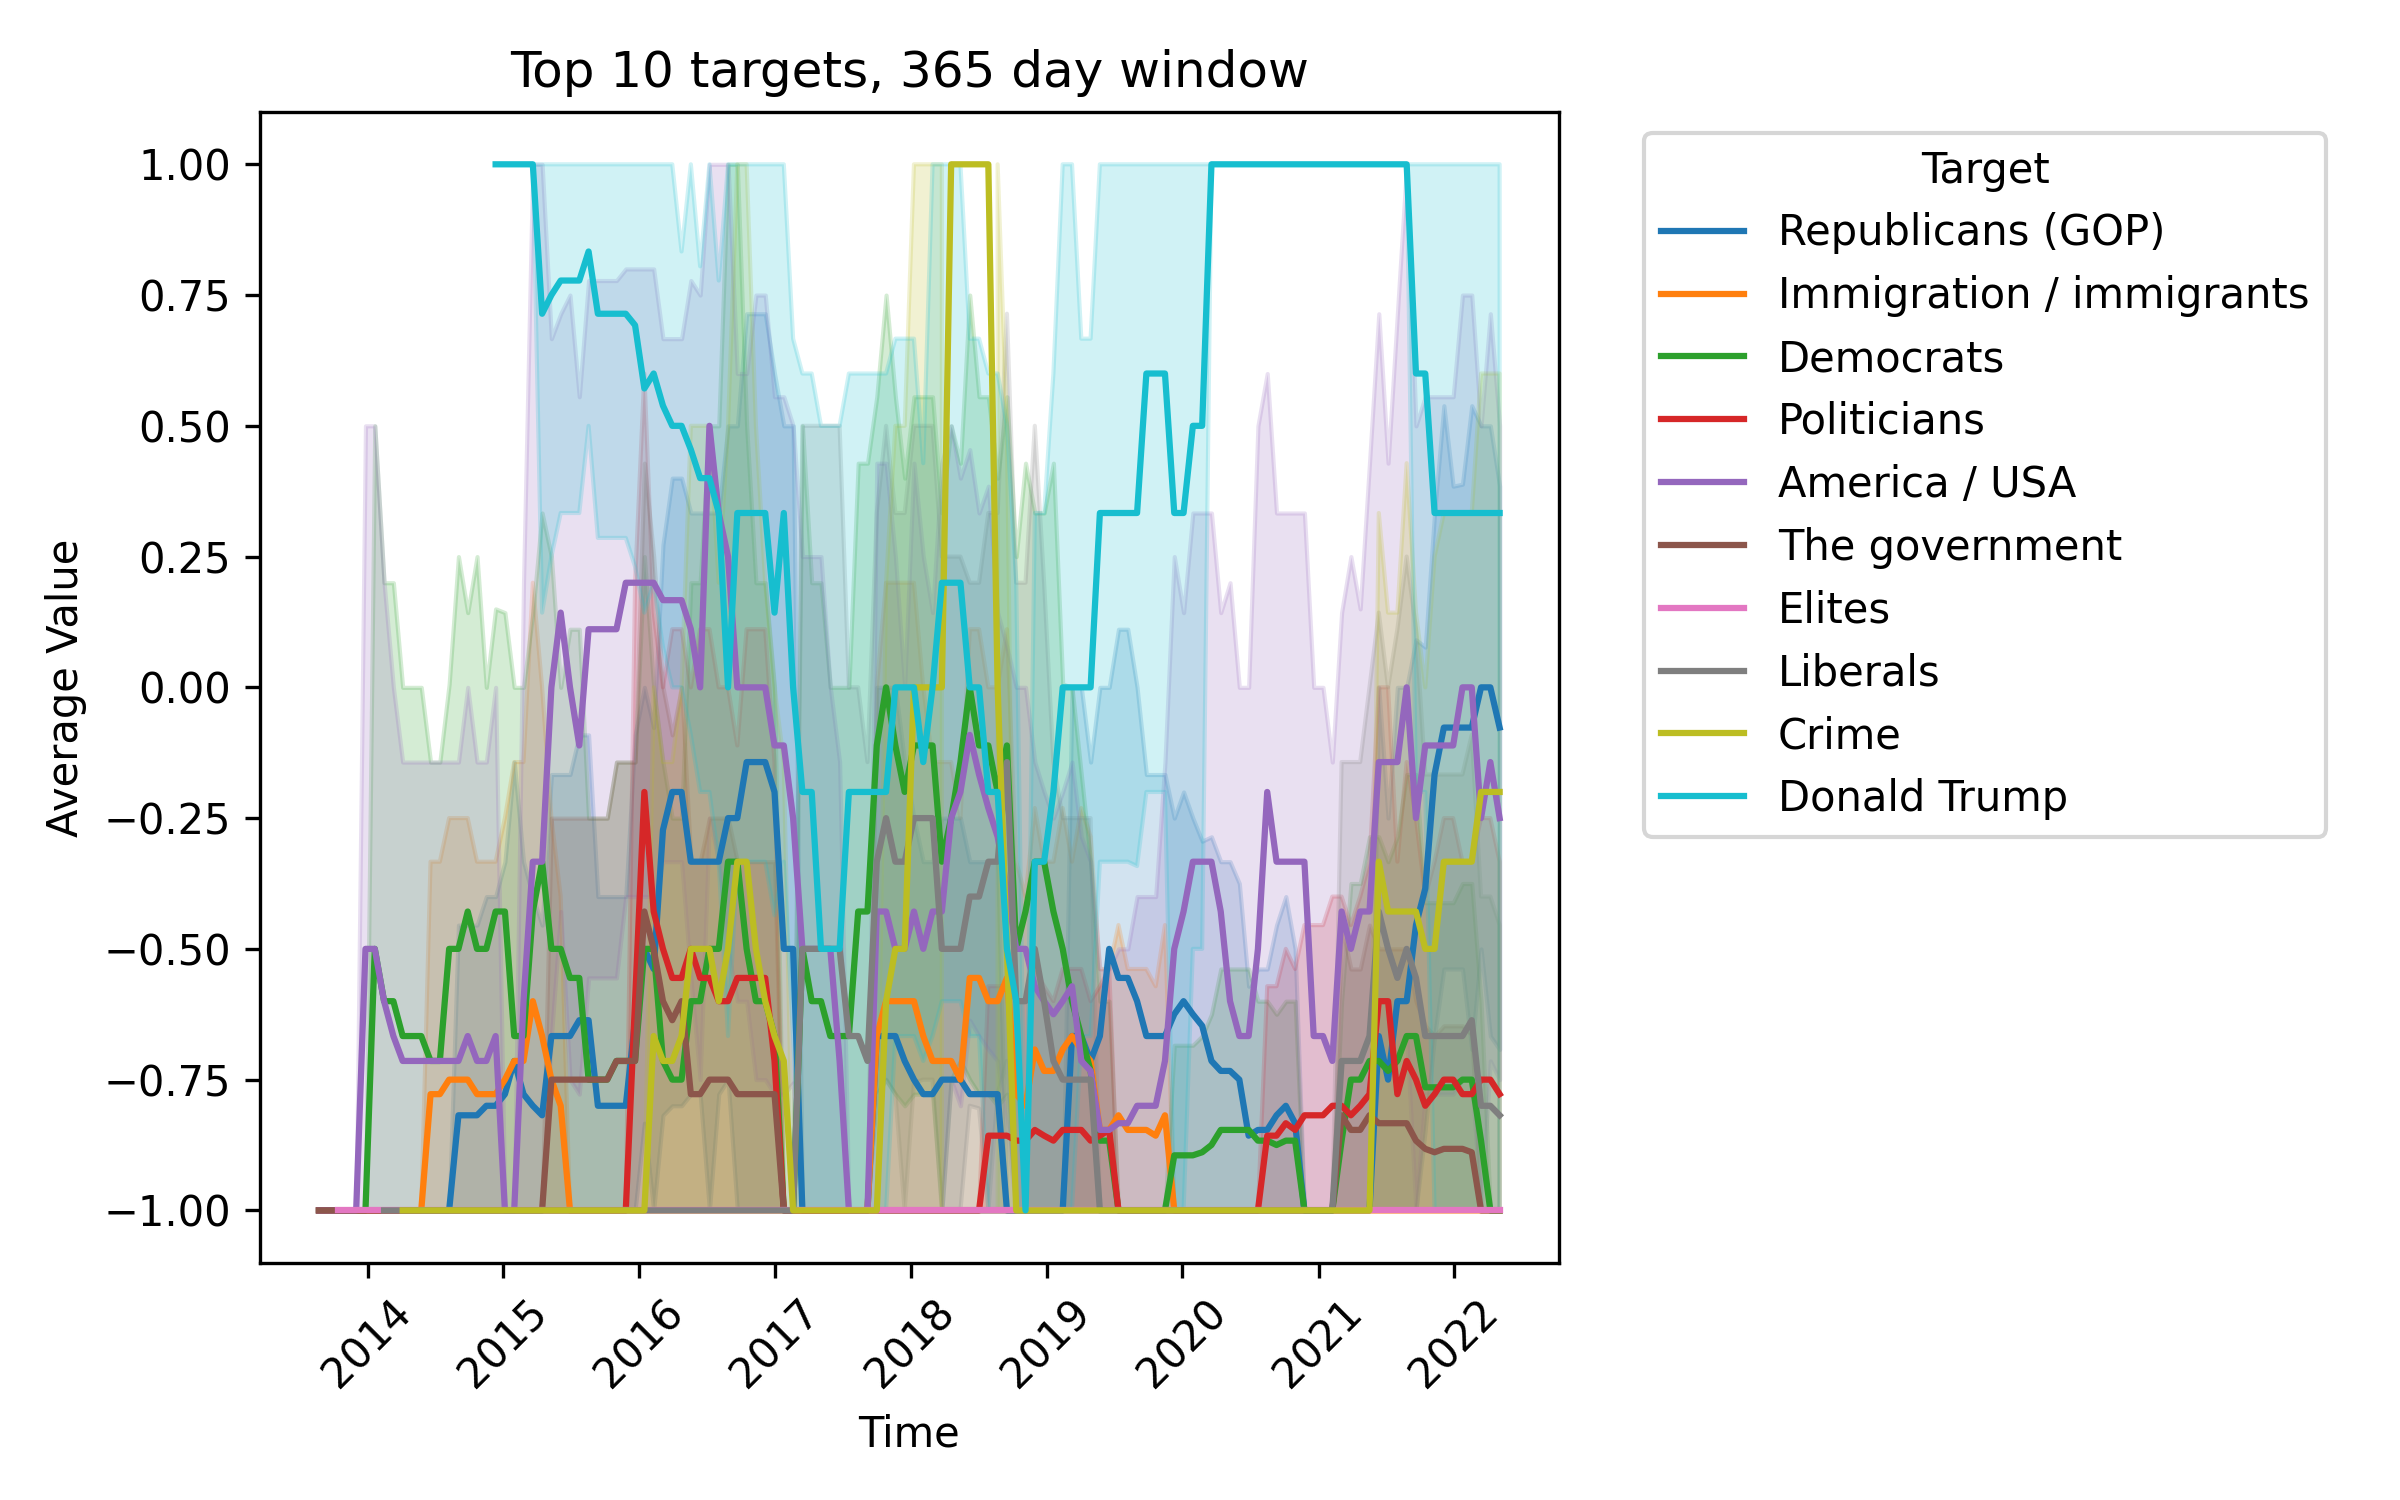 Top 10 targets, 365 day window
1.00
0.75
0.50
0.25
0.00
−0.25
−0.50
−0.75
−1.00
Average Value
2014
2015
2016
2017
2018
2019
2020
2021
2022
Time
Target
Republicans (GOP)
Immigration / immigrants
Democrats
Politicians
America / USA
The government
Elites
Liberals
Crime
Donald Trump